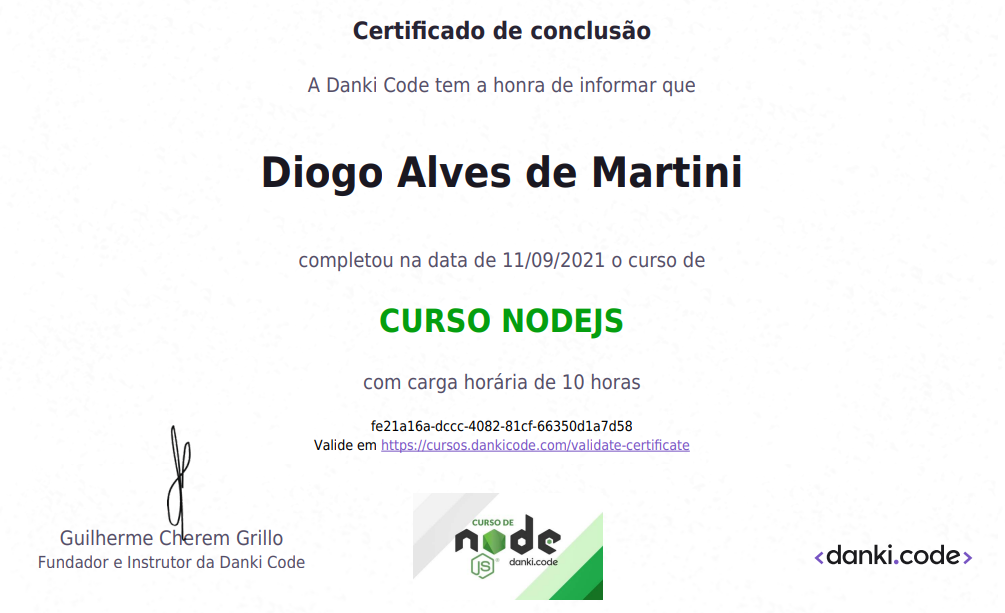 Certificado de conclusão
A Danki Code tem a honra de informar que
Diogo Alves de Martini
completou na data de 11/09/2021 o curso de
CURSO NODEJS
com carga horária de 10 horas
fe21a16a-dccc-4082-81cf-66350d1a7d58
Valide em https://cursos.dankicode.com/validate-certificate
Guilherme Cherem Grillo
Fundador e Instrutor da Danki Code
CURSO DE
node
JS
danki.code
<danki.code>